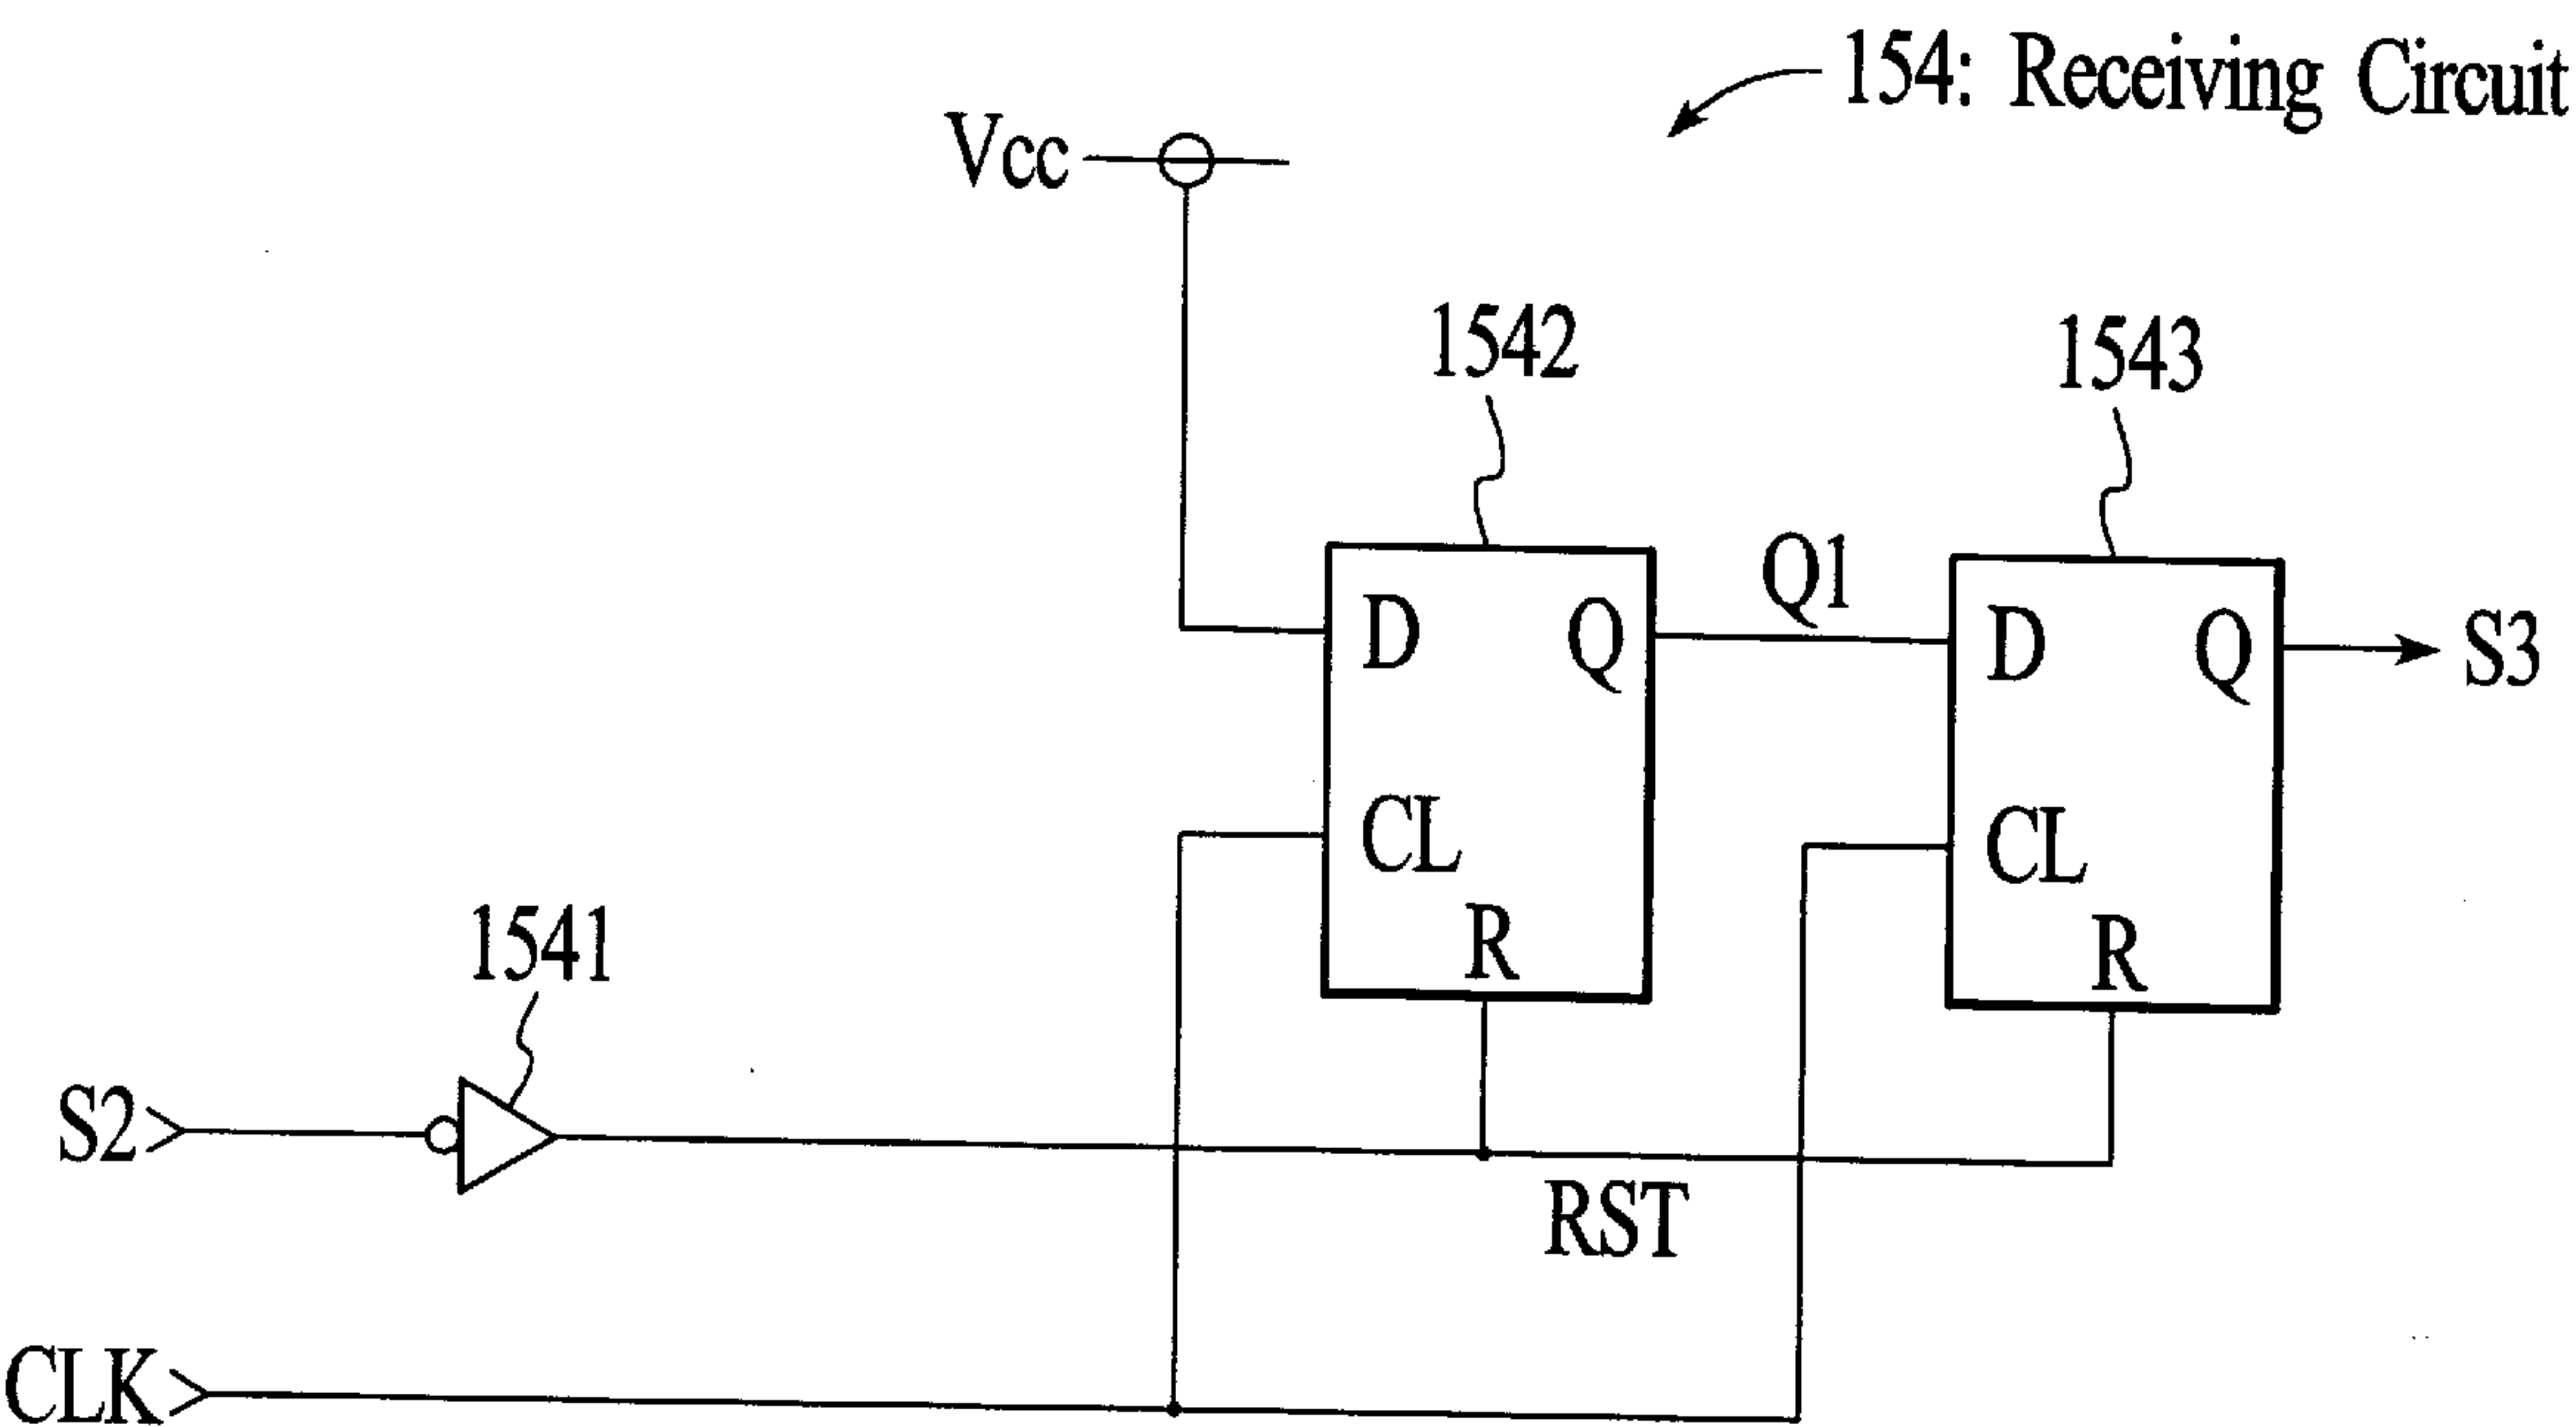 154: Receiving Circuit
Vcc
1542
1543
Q1
D
Q
D
Q
S3
CL
CL
R
R
1541
S2
RST
CLK